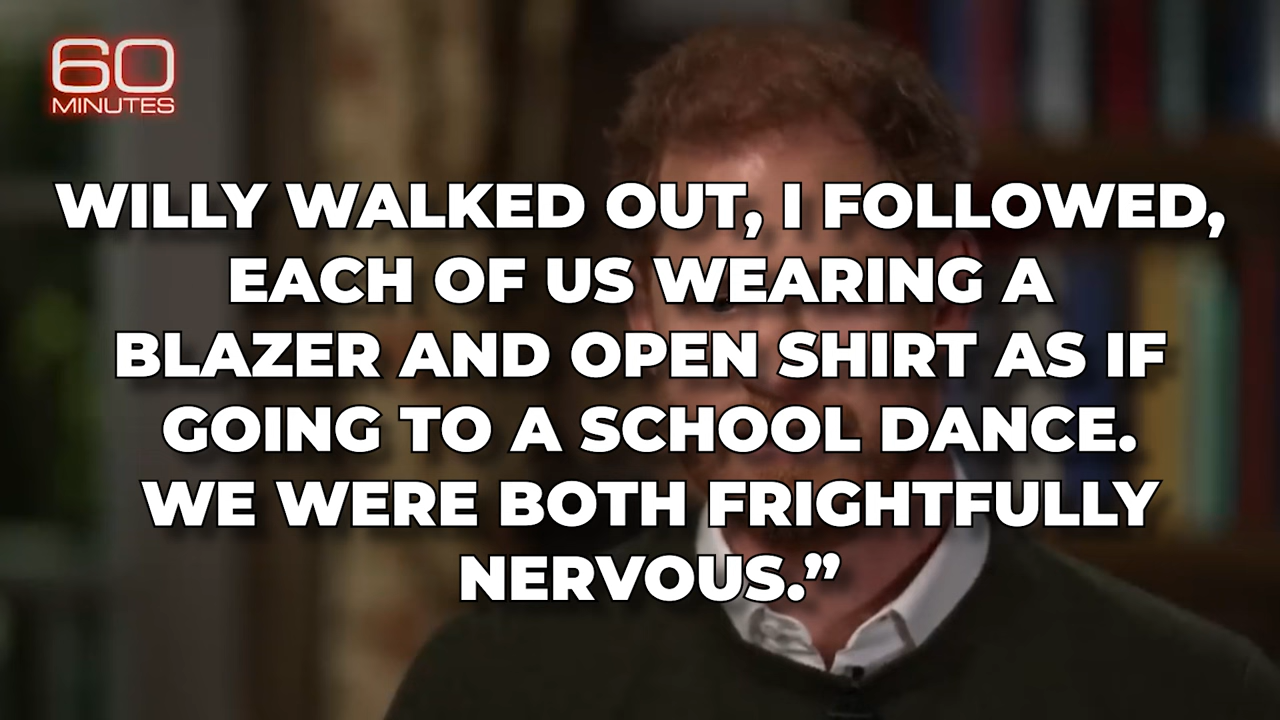 60
MINUTES
WILLY WALKED OUT, I FOLLOWED,
EACH OF US WEARING A
BLAZER AND OPEN SHIRT AS IF
GOING TO A SCHOOL DANCE.
WE WERE BOTH FRIGHTFULLY
NERVOUS.”